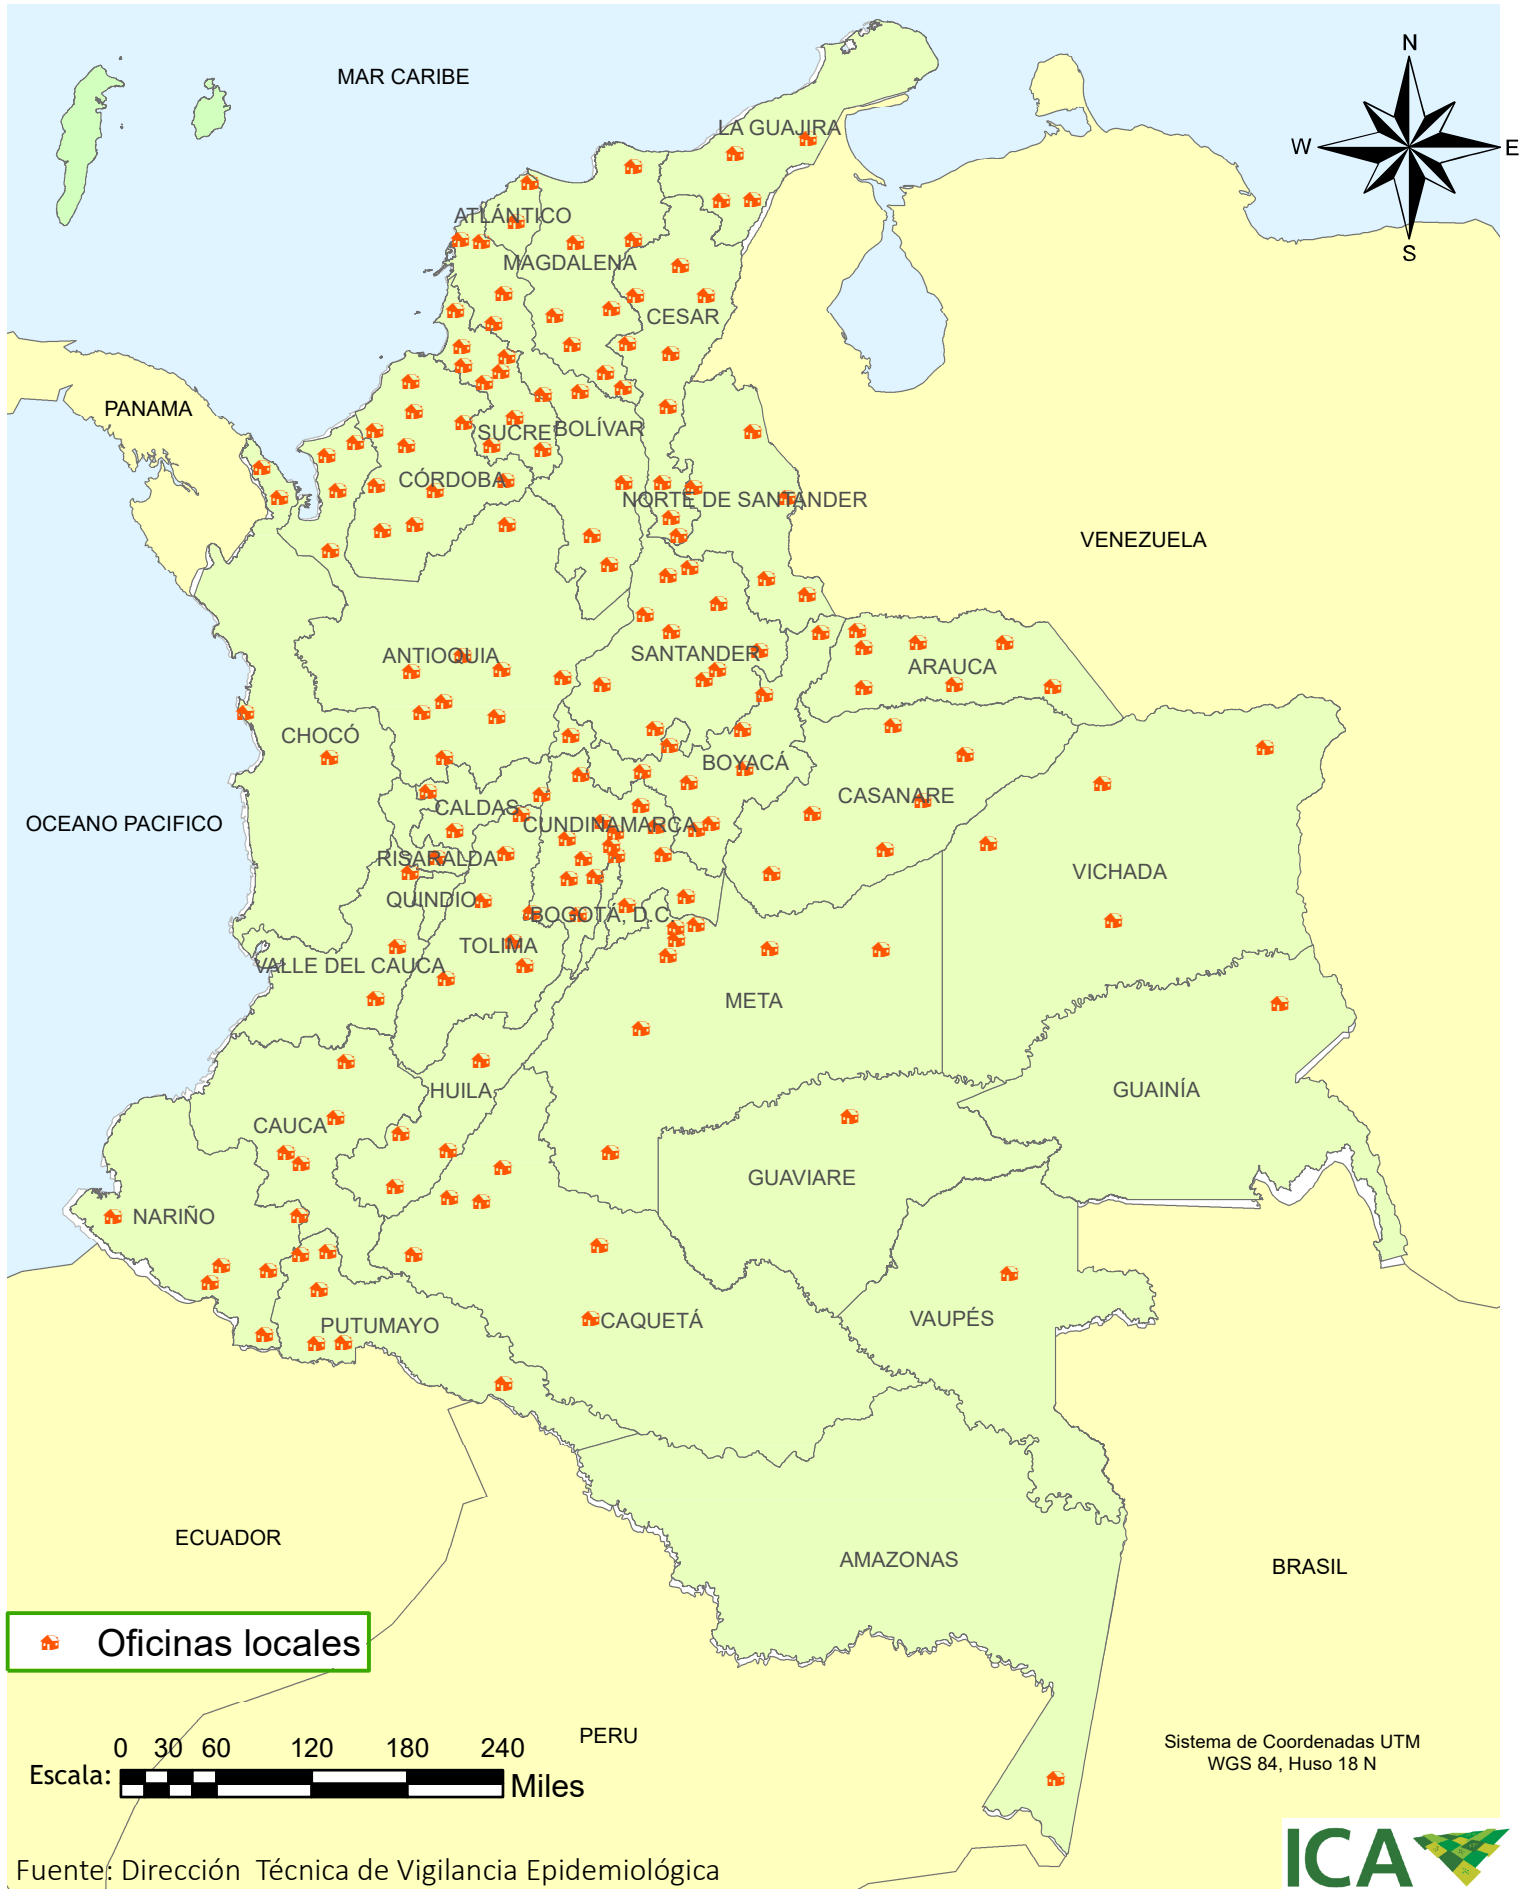 N
MAR CARIBE
LA GUAJIRA
W
E
ATLÁNTICO
S
MAGDALENA
CESAR
PANAMA
SUCRE
BOLÍVAR
CÓRDOBA
NORTE DE SANTANDER
VENEZUELA
ANTIOQUIA
SANTANDER
ARAUCA
CHOCÓ
BOYACÁ
CASANARE
CALDAS
OCEANO PACIFICO
CUNDINAMARCA
RISARALDA
VICHADA
QUINDIO
BOGOTÁ, D.C.
TOLIMA
VALLE DEL CAUCA
META
HUILA
GUAINÍA
CAUCA
GUAVIARE
NARIÑO
VAUPÉS
CAQUETÁ
PUTUMAYO
ECUADOR
AMAZONAS
BRASIL
Oficinas locales
PERU
Sistema de Coordenadas UTM
WGS 84, Huso 18 N
0 30 60 120 180 240
Escala:
Miles
ICA
Fuente: Dirección Técnica de Vigilancia Epidemiológica